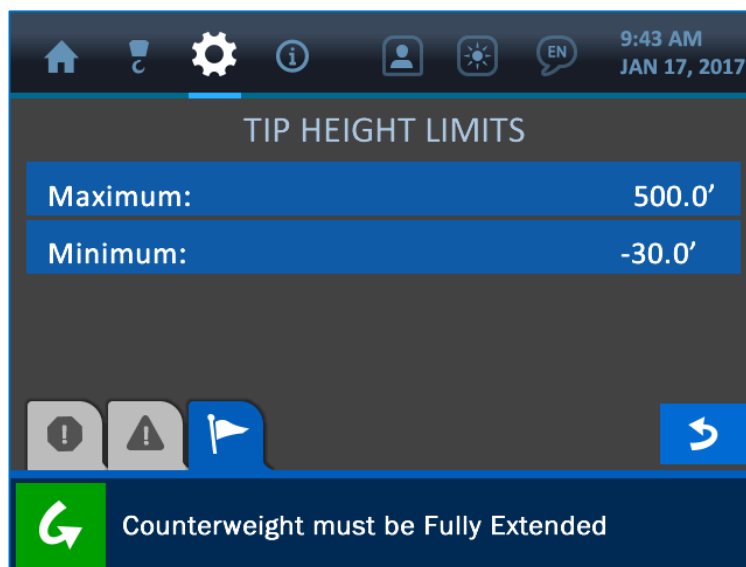 EN
9:43 AM
JAN 17, 2017
TIP HEIGHT LIMITS
Maximum: 500.0′
Minimum: -30.0′
Counterweight must be Fully Extended